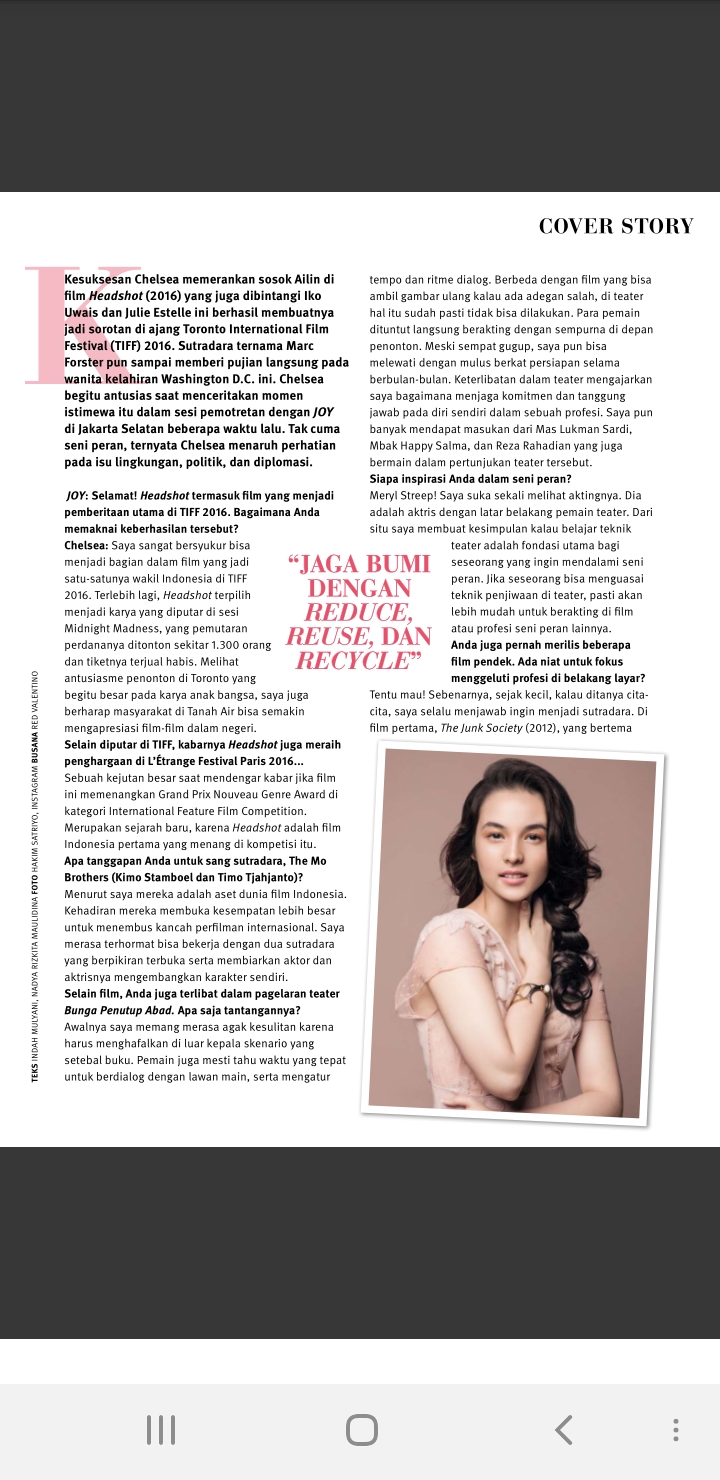 COVER STORY
Kesuksesan Chelsea memerankan sosok Ailin di
film Headshot (2016) yang juga dibintangi Iko
Uwais dan Julie Estelle ini berhasil membuatnya
jadi sorotan di ajang Toronto International Film
Festival (TIFF) 2016. Sutradara ternama Marc
Forster pun sampai memberi pujian langsung pada
wanita kelahiran Washington D.C. ini. Chelsea
begitu antusias saat menceritakan momen
istimewa itu dalam sesi pemotretan dengan JOY
di Jakarta Selatan beberapa waktu lalu. Tak cuma
seni peran, ternyata Chelsea menaruh perhatian
pada isu lingkungan, politik, dan diplomasi.
JOY: Selamat! Headshot termasuk film yang menjadi
pemberitaan utama di TIFF 2016. Bagaimana Anda
memaknai keberhasilan tersebut?
Chelsea: Saya sangat bersyukur bisa
menjadi bagian dalam film yang jadi
satu-satunya wakil Indonesia di TIFF
2016. Terlebih lagi, Headshot terpilih
menjadi karya yang diputar di sesi
Midnight Madness, yang pemutaran
perdananya ditonton sekitar 1.300 orang
dan tiketnya terjual habis. Melihat
antusiasme penonton di Toronto yang
begitu besar pada karya anak bangsa, saya juga
berharap masyarakat di Tanah Air bisa semakin
mengapresiasi film-film dalam negeri.
Selain diputar di TIFF, kabarnya Headshot juga meraih
penghargaan di L'Étrange Festival Paris 2016...
Sebuah kejutan besar saat mendengar kabar jika film
ini memenangkan Grand Prix Nouveau Genre Award di
kategori International Feature Film Competition.
Merupakan sejarah baru, karena Headshot adalah film
Indonesia pertama yang menang di kompetisi itu.
Apa tanggapan Anda untuk sang sutradara, The Mo
Brothers (Kimo Stamboel dan Timo Tjahjanto)?
Menurut saya mereka adalah aset dunia film Indonesia.
Kehadiran mereka membuka kesempatan lebih besar
untuk menembus kancah perfilman internasional. Saya
merasa terhormat bisa bekerja dengan dua sutradara
yang berpikiran terbuka serta membiarkan aktor dan
aktrisnya mengembangkan karakter sendiri.
Selain film, Anda juga terlibat dalam pagelaran teater
Bunga Penutup Abad. Apa saja tantangannya?
Awalnya saya memang merasa agak kesulitan karena
harus menghafalkan di luar kepala skenario yang
setebal buku. Pemain juga mesti tahu waktu yang tepat
untuk berdialog dengan lawan main, serta mengatur
tempo dan ritme dialog. Berbeda dengan film yang bisa
ambil gambar ulang kalau ada adegan salah, di teater
hal itu sudah pasti tidak bisa dilakukan. Para pemain
dituntut langsung berakting dengan sempurna di depan
penonton. Meski sempat gugup, saya pun bisa
melewati dengan mulus berkat persiapan selama
berbulan-bulan. Keterlibatan dalam teater mengajarkan
saya bagaimana menjaga komitmen dan tanggung
jawab pada diri sendiri dalam sebuah profesi. Saya pun
banyak mendapat masukan dari Mas Lukman Sardi,
Mbak Happy Salma, dan Reza Rahadian yang juga
bermain dalam pertunjukan teater tersebut.
Siapa inspirasi Anda dalam seni peran?
Meryl Streep! Saya suka sekali melihat aktingnya. Dia
adalah aktris dengan latar belakang pemain teater. Dari
situ saya membuat kesimpulan kalau belajar teknik
teater adalah fondasi utama bagi
seseorang yang ingin mendalami seni
peran. Jika seseorang bisa menguasai
teknik penjiwaan di teater, pasti akan
lebih mudah untuk berakting di film
atau profesi seni peran lainnya.
Anda juga pernah merilis beberapa
film pendek. Ada niat untuk fokus
menggeluti profesi di belakang layar?
Tentu mau! Sebenarnya, sejak kecil, kalau ditanya cita-
cita, saya selalu menjawab ingin menjadi sutradara. Di
film pertama, The Junk Society (2012), yang bertema
"JAGA BUMI
DENGAN
REDUCE,
REUSE, DAN
RECYCLE"
TEKS INDAH MULYANI, NADYA RIZKITA MAULIDINA FOTO HAKIM SATRIYO, INSTAGRAM BUSANA RED VALENTINO